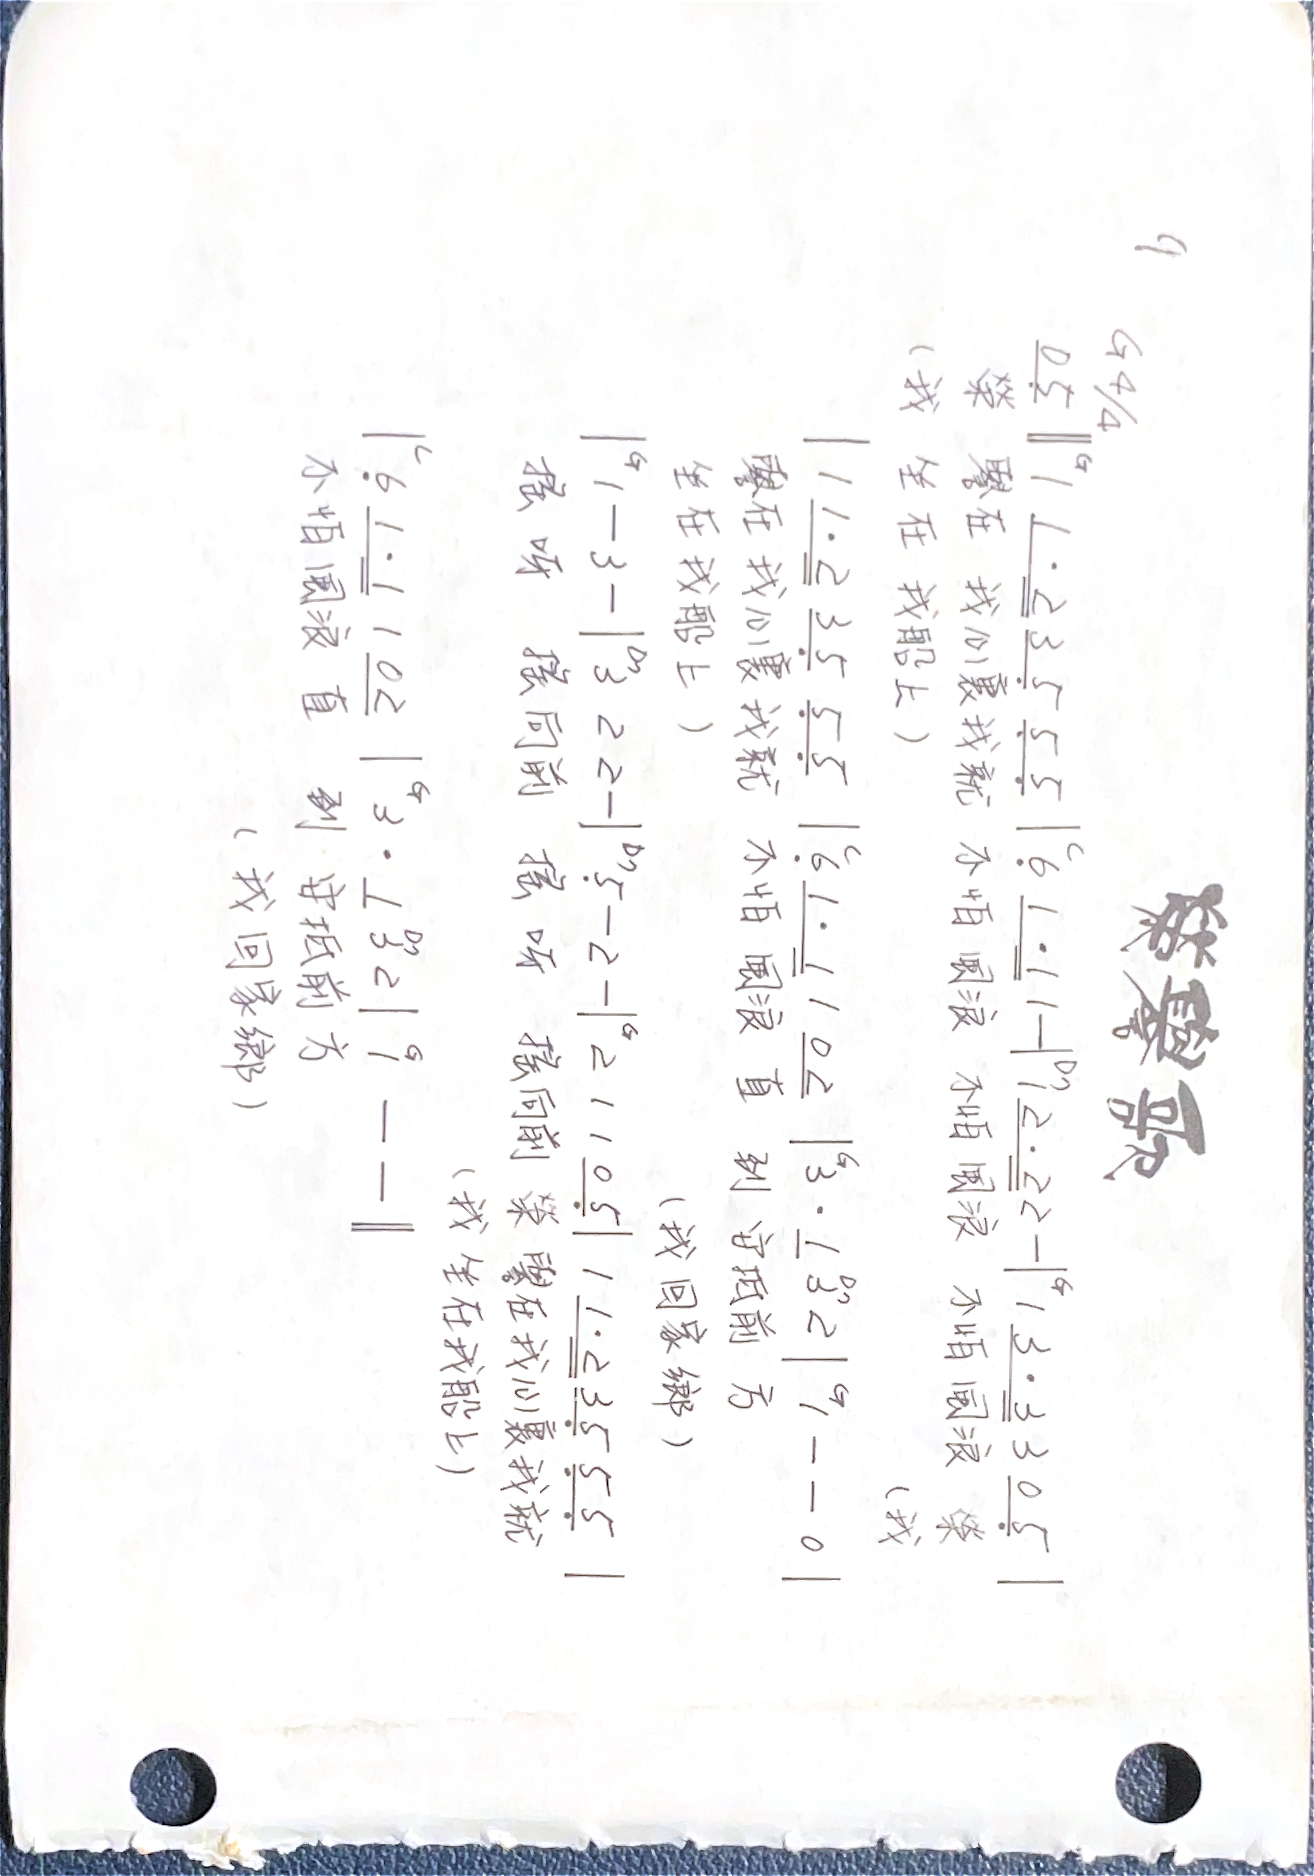 榮譽歌
9
G 4/4
0 5 ‖ G 1 1 · 2 3 5 5 5 | C 6 1 · 1 1 — | D7 1 2 · 2 2 — | G 1 3 · 3 3 0 5 |
榮 譽在 我心裏我就 不怕風浪 不怕風浪 不怕風浪 榮
(我 坐在 我船上) (我
| 1 1 · 2 3 5 5 5 | C 6 1 · 1 1 0 2 | G 3 · 1 D7 3 2 | G 1 — — 0 |
譽在我心裏我就 不怕風浪 直 到 安抵前 方
坐在我船上) (我回家鄉)
| G 1 — 3 — | D7 3 2 2 — | D7 5 — 2 — | G 2 1 1 0 5 | 1 1 · 2 3 5 5 5 |
搖呀 搖向前 搖呀 搖向前 榮譽在我心裏我就
(我坐在我船上)
| C 6 1 · 1 1 0 2 | G 3 · 1 D7 3 2 | G 1 — — ‖
不怕風浪 直 到 安抵前方
(我回家鄉)